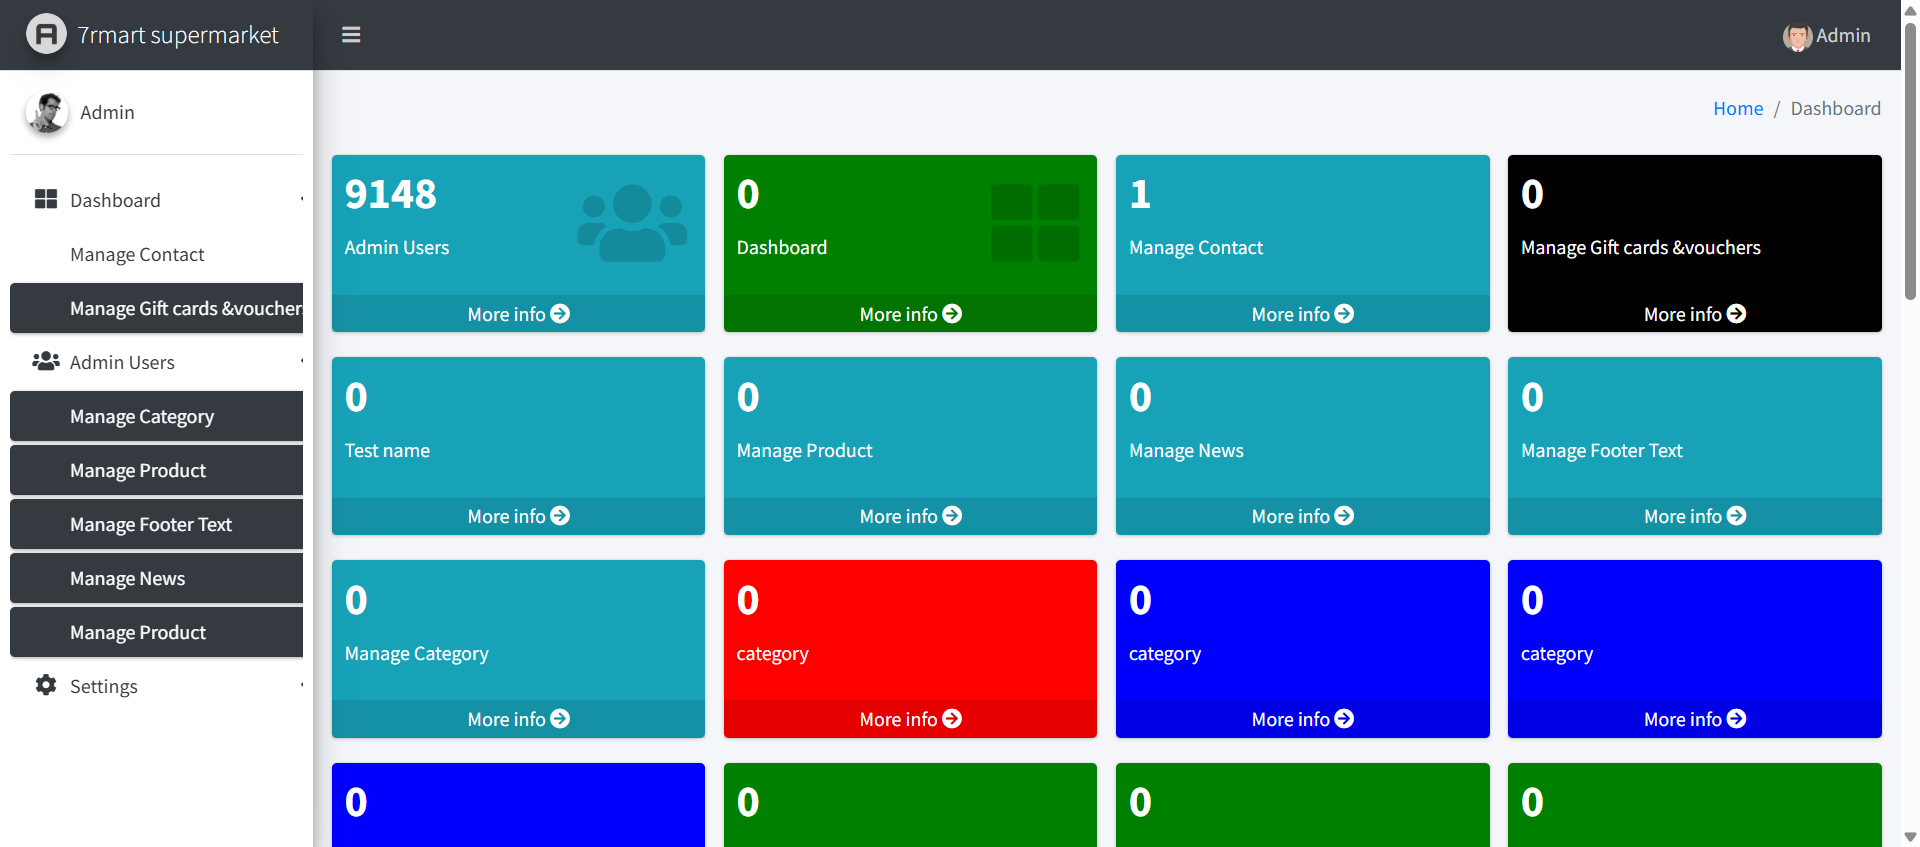 7rmart supermarket
Admin
Home / Dashboard
Admin
Dashboard
Manage Contact
Manage Gift cards &voucher
Admin Users
Manage Category
Manage Product
Manage Footer Text
Manage News
Manage Product
Settings
9148
Admin Users
More info
0
Dashboard
More info
1
Manage Contact
More info
0
Manage Gift cards &vouchers
More info
0
Test name
More info
0
Manage Product
More info
0
Manage News
More info
0
Manage Footer Text
More info
0
Manage Category
More info
0
category
More info
0
category
More info
0
category
More info
0
0
0
0